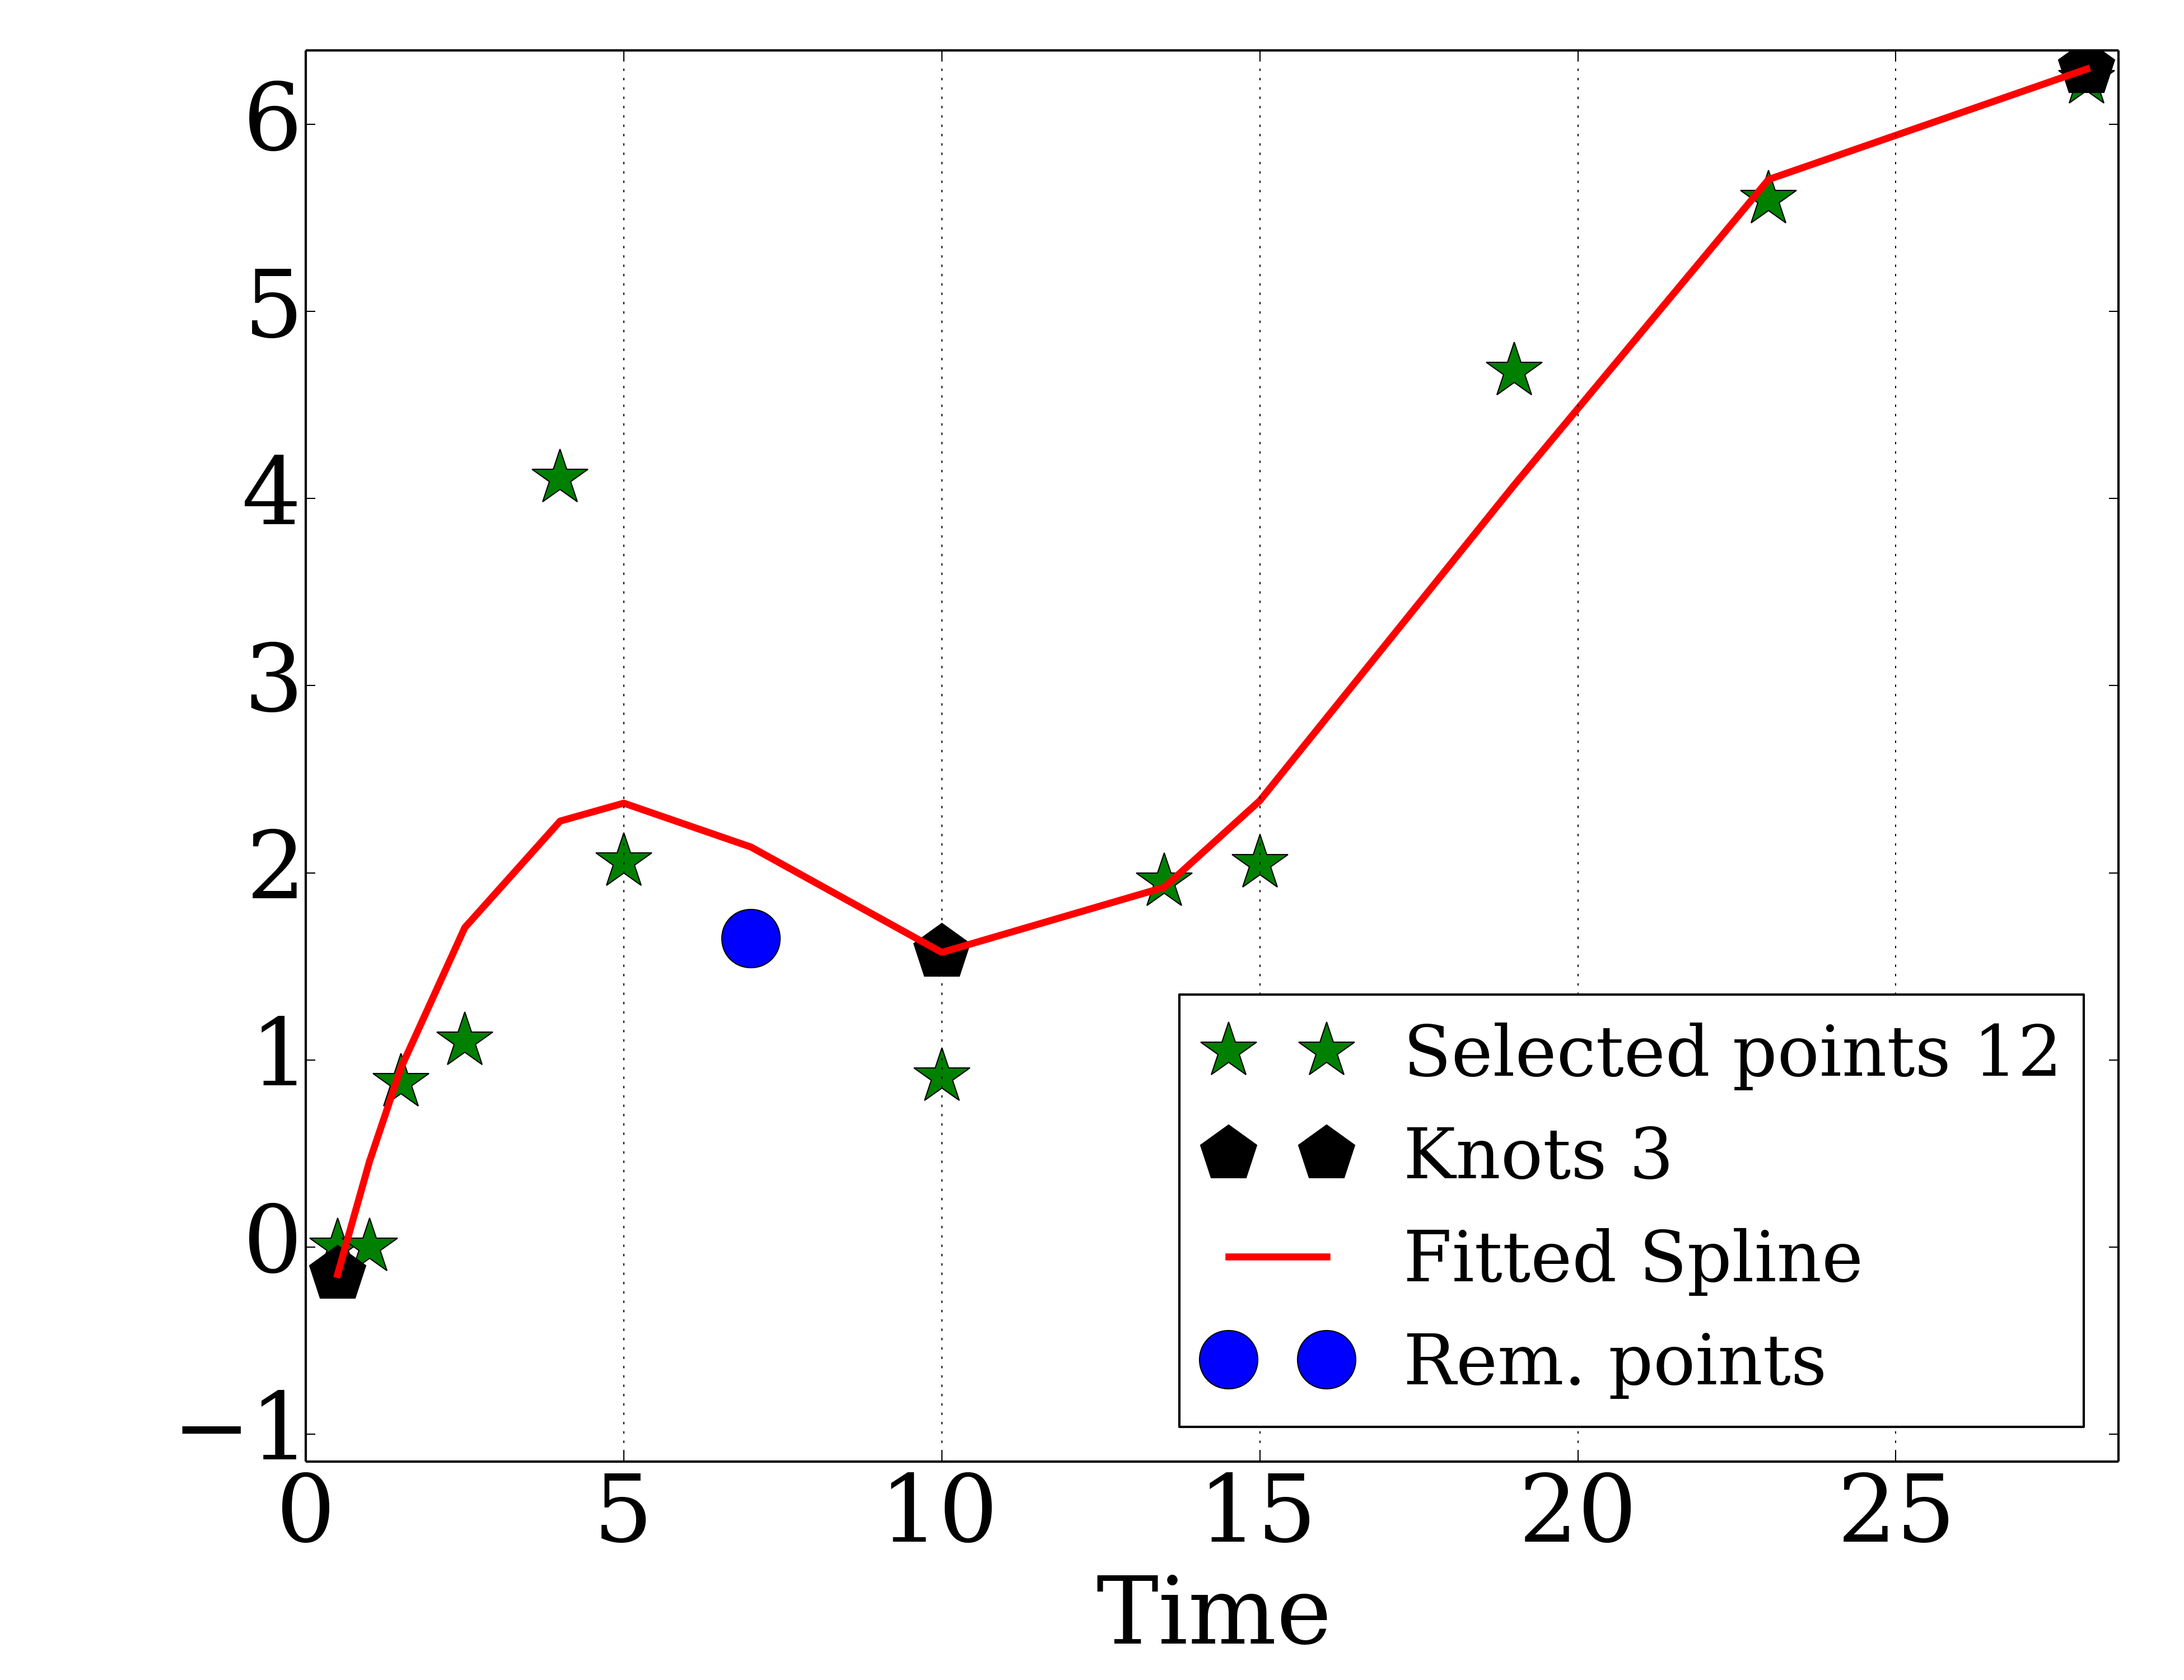 6
5
4
3
2
1
0
−1
0 5 10 15 20 25
Time
Selected points 12
Knots 3
Fitted Spline
Rem. points